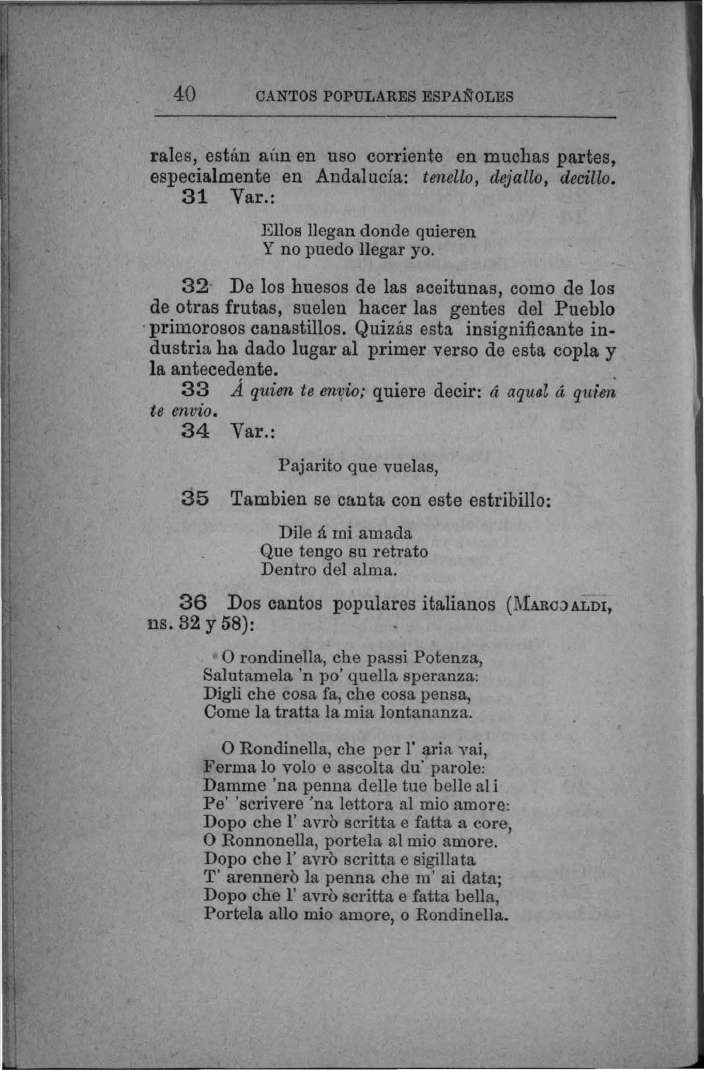 40 CANTOS POPULARES ESPAÑOLES
rales, están aún en uso corriente en muchas partes,
especialmente en Andalucía: tenello, dejallo, decillo.
31 Var.:
Ellos llegan donde quieren
Y no puedo llegar yo.
32 De los huesos de las aceitunas, como de los
de otras frutas, suelen hacer las gentes del Pueblo
primorosos canastillos. Quizás esta insignificante in-
dustria ha dado lugar al primer verso de esta copla y
la antecedente.
33 Á quien te envio; quiere decir: á aquel á quien
te envio.
34 Var.:
Pajarito que vuelas,
35 Tambien se canta con este estribillo:
Dile á mi amada
Que tengo su retrato
Dentro del alma.
36 Dos cantos populares italianos (MARCOALDI,
ns. 32 y 58):
O rondinella, che passi Potenza,
Salutamela 'n po' quella speranza:
Digli che cosa fa, che cosa pensa,
Come la tratta la mia lontananza.
O Rondinella, che per l' aria vai,
Ferma lo volo e ascolta du' parole:
Damme 'na penna delle tue belle ali
Pe' 'scrivere 'na lettora al mio amore:
Dopo che l' avrò scritta e fatta a core,
O Ronnonella, portela al mio amore.
Dopo che l' avrò scritta e sigillata
T' arennerò la penna che m' ai data;
Dopo che l' avrò scritta e fatta bella,
Portela allo mio amore, o Rondinella.